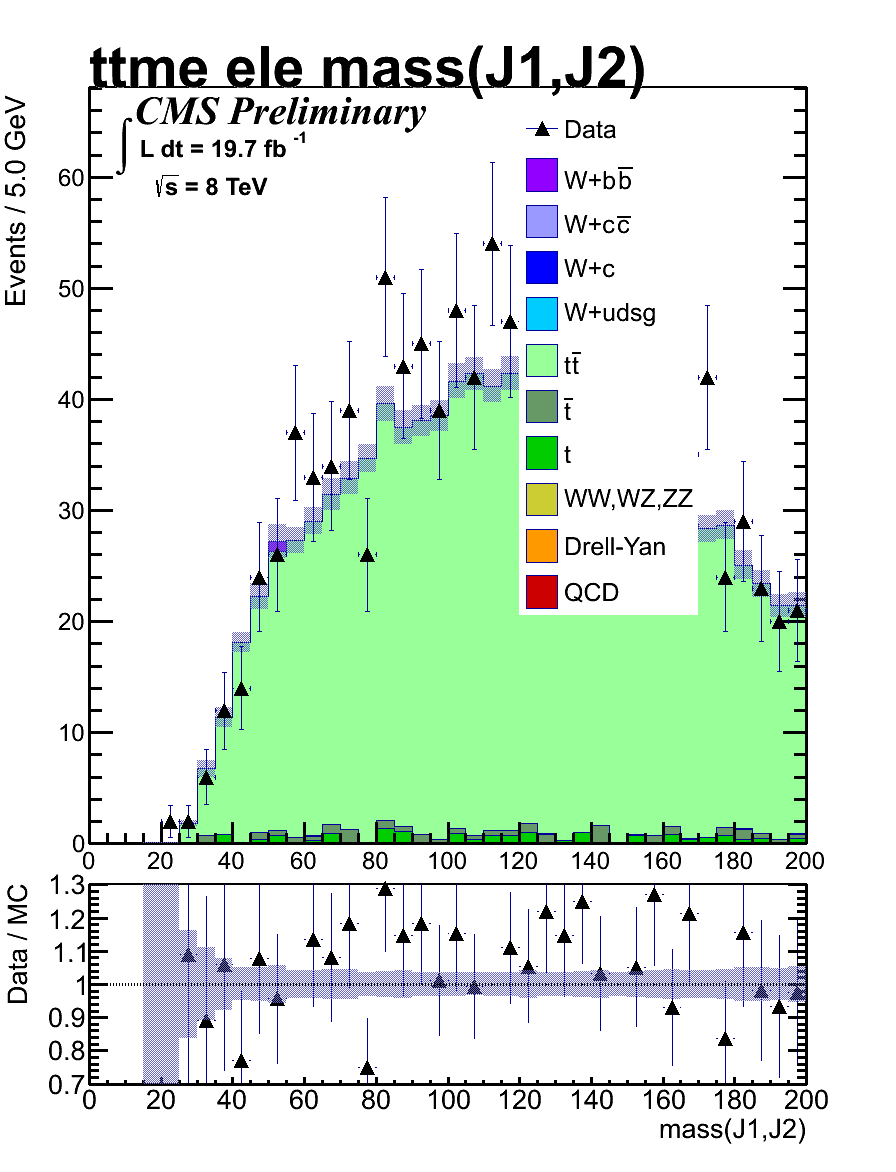 ttme ele mass(J1,J2)
CMS Preliminary
∫ L dt = 19.7 fb⁻¹
√s = 8 TeV
Events / 5.0 GeV
60
50
40
30
20
10
0
Data
W+bb̅
W+cc̅
W+c
W+udsg
tt̅
t̅
t
WW,WZ,ZZ
Drell-Yan
QCD
0 20 40 60 80 100 120 140 160 180 200
Data / MC
1.3
1.2
1.1
1
0.9
0.8
0.7
0 20 40 60 80 100 120 140 160 180 200
mass(J1,J2)